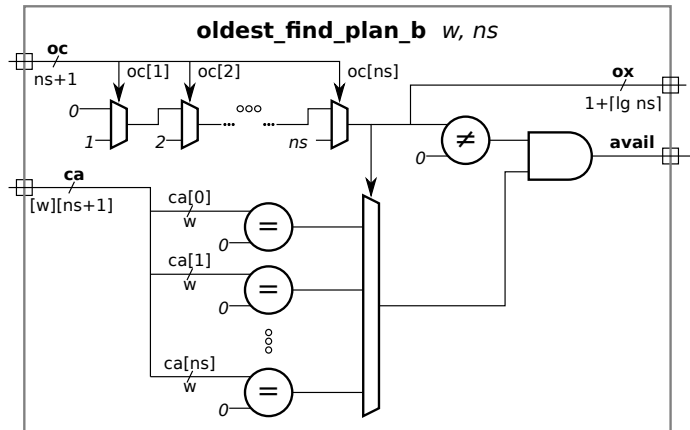 oldest_find_plan_b w, ns
oc
ns+1
oc[1]
oc[2]
oc[ns]
ox
1+⌈lg ns⌉
0
1
2
...
...
ns
≠
0
avail
ca
[w][ns+1]
ca[0]
w
0
=
ca[1]
w
0
=
ca[ns]
w
0
=